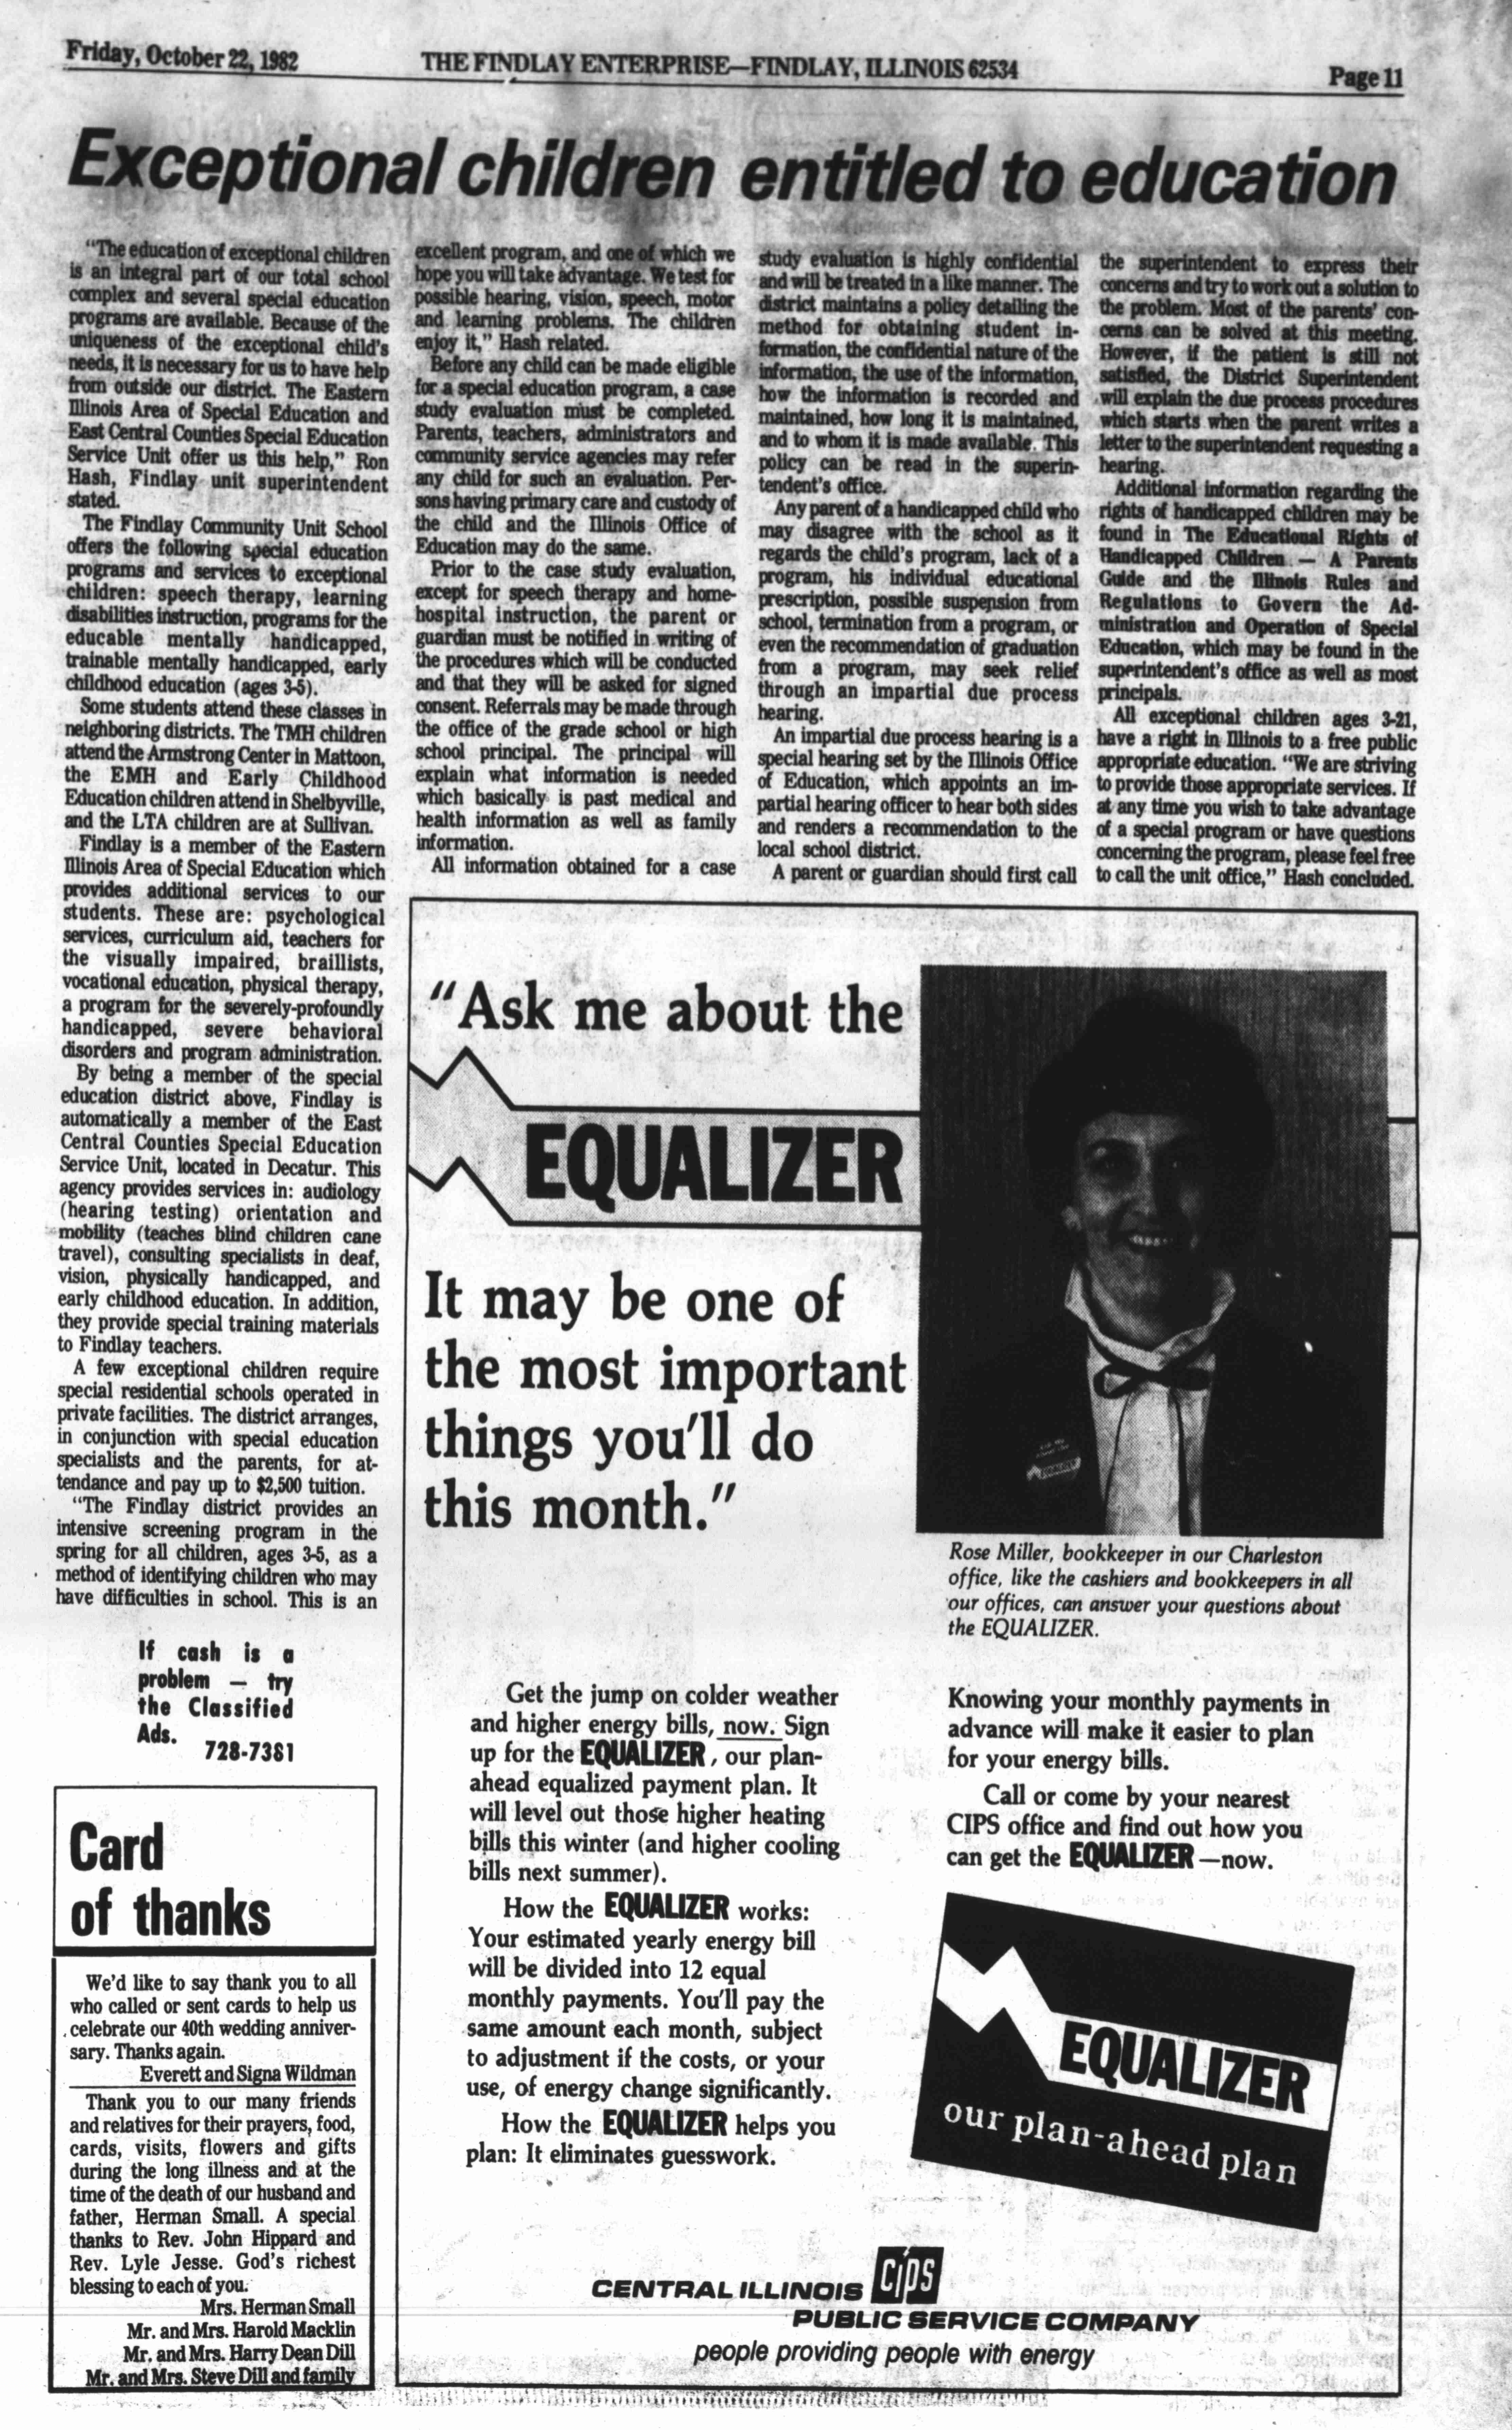 Friday, October 22, 1982
THE FINDLAY ENTERPRISE—FINDLAY, ILLINOIS 62534
Page 11
Exceptional children entitled to education
"The education of exceptional children
is an integral part of our total school
complex and several special education
programs are available. Because of the
uniqueness of the exceptional child's
needs, it is necessary for us to have help
from outside our district. The Eastern
Illinois Area of Special Education and
East Central Counties Special Education
Service Unit offer us this help," Ron
Hash, Findlay unit superintendent
stated.
The Findlay Community Unit School
offers the following special education
programs and services to exceptional
children: speech therapy, learning
disabilities instruction, programs for the
educable mentally handicapped,
trainable mentally handicapped, early
childhood education (ages 3-5).
Some students attend these classes in
neighboring districts. The TMH children
attend the Armstrong Center in Mattoon,
the EMH and Early Childhood
Education children attend in Shelbyville,
and the LTA children are at Sullivan.
Findlay is a member of the Eastern
Illinois Area of Special Education which
provides additional services to our
students. These are: psychological
services, curriculum aid, teachers for
the visually impaired, braillists,
vocational education, physical therapy,
a program for the severely-profoundly
handicapped, severe behavioral
disorders and program administration.
By being a member of the special
education district above, Findlay is
automatically a member of the East
Central Counties Special Education
Service Unit, located in Decatur. This
agency provides services in: audiology
(hearing testing) orientation and
mobility (teaches blind children cane
travel), consulting specialists in deaf,
vision, physically handicapped, and
early childhood education. In addition,
they provide special training materials
to Findlay teachers.
A few exceptional children require
special residential schools operated in
private facilities. The district arranges,
in conjunction with special education
specialists and the parents, for at-
tendance and pay up to $2,500 tuition.
"The Findlay district provides an
intensive screening program in the
spring for all children, ages 3-5, as a
method of identifying children who may
have difficulties in school. This is an
excellent program, and one of which we
hope you will take advantage. We test for
possible hearing, vision, speech, motor
and learning problems. The children
enjoy it," Hash related.
Before any child can be made eligible
for a special education program, a case
study evaluation must be completed.
Parents, teachers, administrators and
community service agencies may refer
any child for such an evaluation. Per-
sons having primary care and custody of
the child and the Illinois Office of
Education may do the same.
Prior to the case study evaluation,
except for speech therapy and home-
hospital instruction, the parent or
guardian must be notified in writing of
the procedures which will be conducted
and that they will be asked for signed
consent. Referrals may be made through
the office of the grade school or high
school principal. The principal will
explain what information is needed
which basically is past medical and
health information as well as family
information.
All information obtained for a case
study evaluation is highly confidential
and will be treated in a like manner. The
district maintains a policy detailing the
method for obtaining student in-
formation, the confidential nature of the
information, the use of the information,
how the information is recorded and
maintained, how long it is maintained,
and to whom it is made available. This
policy can be read in the superin-
tendent's office.
Any parent of a handicapped child who
may disagree with the school as it
regards the child's program, lack of a
program, his individual educational
prescription, possible suspension from
school, termination from a program, or
even the recommendation of graduation
from a program, may seek relief
through an impartial due process
hearing.
An impartial due process hearing is a
special hearing set by the Illinois Office
of Education, which appoints an im-
partial hearing officer to hear both sides
and renders a recommendation to the
local school district.
A parent or guardian should first call
the superintendent to express their
concerns and try to work out a solution to
the problem. Most of the parents' con-
cerns can be solved at this meeting.
However, if the patient is still not
satisfied, the District Superintendent
will explain the due process procedures
which starts when the parent writes a
letter to the superintendent requesting a
hearing.
Additional information regarding the
rights of handicapped children may be
found in The Educational Rights of
Handicapped Children — A Parents
Guide and the Illinois Rules and
Regulations to Govern the Ad-
ministration and Operation of Special
Education, which may be found in the
superintendent's office as well as most
principals.
All exceptional children ages 3-21,
have a right in Illinois to a free public
appropriate education. "We are striving
to provide those appropriate services. If
at any time you wish to take advantage
of a special program or have questions
concerning the program, please feel free
to call the unit office," Hash concluded.
If cash is a
problem — try
the Classified
Ads.
728-7381
Card
of thanks
We'd like to say thank you to all
who called or sent cards to help us
celebrate our 40th wedding anniver-
sary. Thanks again.
Everett and Signa Wildman
Thank you to our many friends
and relatives for their prayers, food,
cards, visits, flowers and gifts
during the long illness and at the
time of the death of our husband and
father, Herman Small. A special
thanks to Rev. John Hippard and
Rev. Lyle Jesse. God's richest
blessing to each of you.
Mrs. Herman Small
Mr. and Mrs. Harold Macklin
Mr. and Mrs. Harry Dean Dill
Mr. and Mrs. Steve Dill and family
"Ask me about the
EQUALIZER
It may be one of
the most important
things you'll do
this month."
Rose Miller, bookkeeper in our Charleston
office, like the cashiers and bookkeepers in all
our offices, can answer your questions about
the EQUALIZER.
Get the jump on colder weather
and higher energy bills, now. Sign
up for the EQUALIZER, our plan-
ahead equalized payment plan. It
will level out those higher heating
bills this winter (and higher cooling
bills next summer).
How the EQUALIZER works:
Your estimated yearly energy bill
will be divided into 12 equal
monthly payments. You'll pay the
same amount each month, subject
to adjustment if the costs, or your
use, of energy change significantly.
How the EQUALIZER helps you
plan: It eliminates guesswork.
Knowing your monthly payments in
advance will make it easier to plan
for your energy bills.
Call or come by your nearest
CIPS office and find out how you
can get the EQUALIZER—now.
EQUALIZER
our plan-ahead plan
CENTRAL ILLINOIS CIPS
PUBLIC SERVICE COMPANY
people providing people with energy